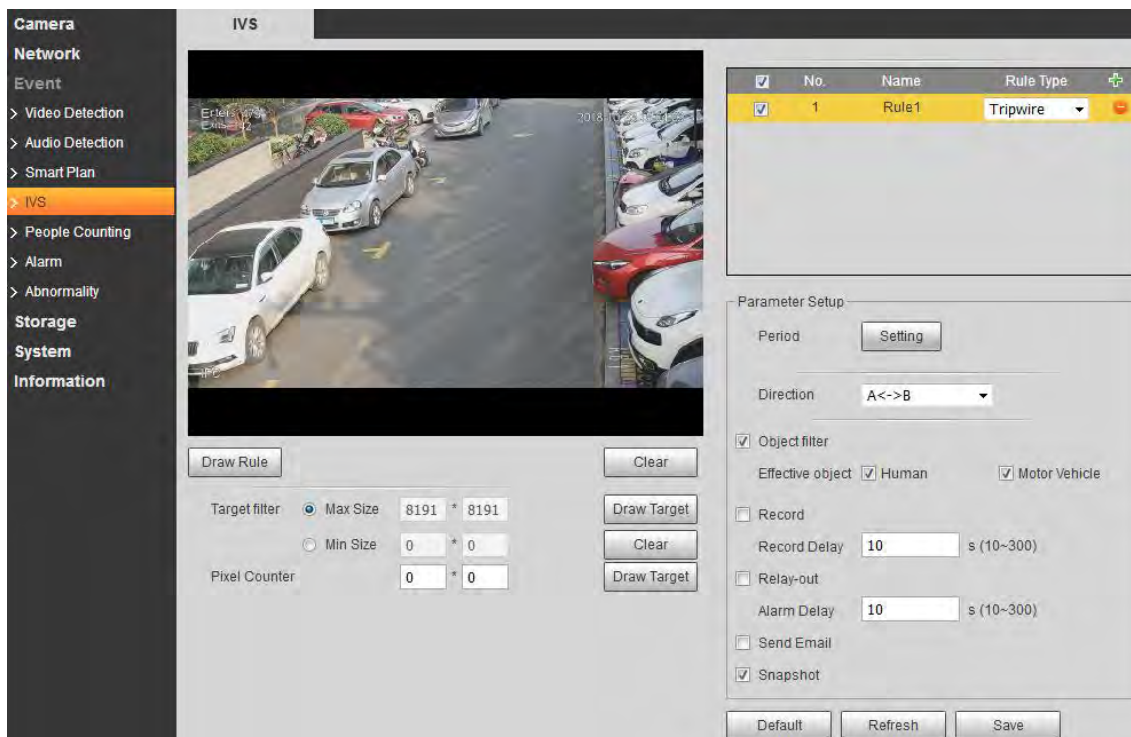 Camera
Network
Event
> Video Detection
> Audio Detection
> Smart Plan
> IVS
> People Counting
> Alarm
> Abnormality
Storage
System
Information
IVS
IPC
Draw Rule
Clear
Target filter Max Size 8191 * 8191 Draw Target
Min Size 0 * 0 Clear
Pixel Counter 0 * 0 Draw Target
No. Name Rule Type
1 Rule1 Tripwire
Parameter Setup
Period Setting
Direction A<->B
Object filter
Effective object Human Motor Vehicle
Record
Record Delay 10 s (10~300)
Relay-out
Alarm Delay 10 s (10~300)
Send Email
Snapshot
Default Refresh Save